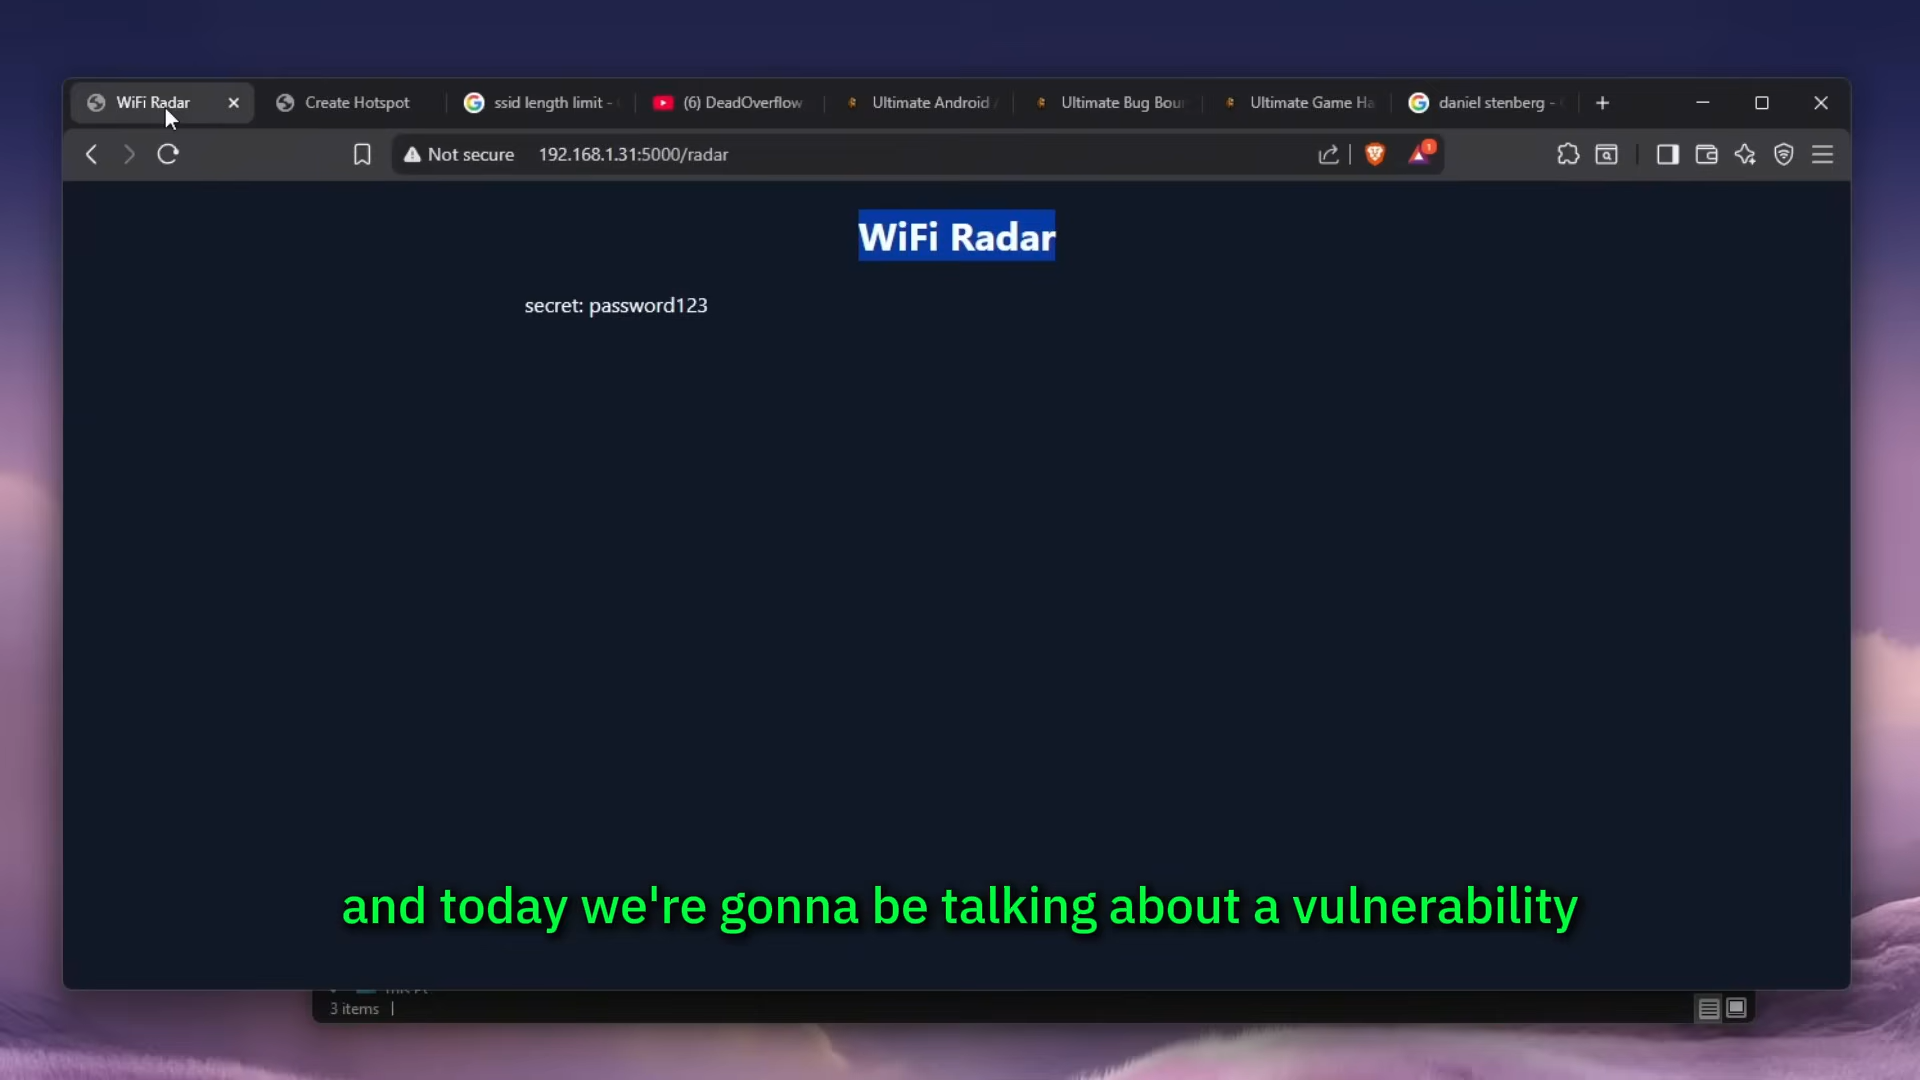 WiFi Radar
Create Hotspot
ssid length limit -
(6) DeadOverflow
Ultimate Android
Ultimate Bug Bour
Ultimate Game Ha
daniel stenberg -
Not secure
192.168.1.31:5000/radar
1
WiFi Radar
secret: password123
and today we're gonna be talking about a vulnerability
3 items